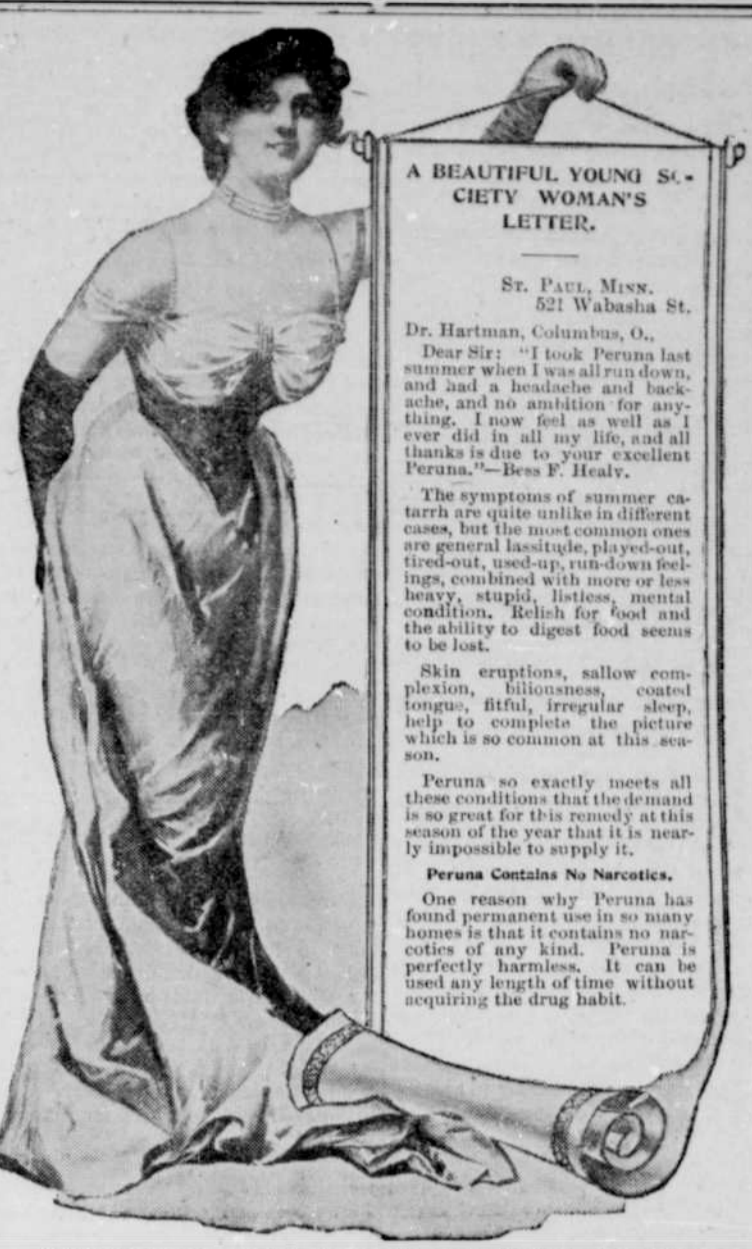 A BEAUTIFUL YOUNG SO-
CIETY WOMAN'S
LETTER.
ST. PAUL, MINN.
521 Wabasha St.
Dr. Hartman, Columbus, O.,
Dear Sir: "I took Peruna last
summer when I was all run down,
and had a headache and back-
ache, and no ambition for any-
thing. I now feel as well as I
ever did in all my life, and all
thanks is due to your excellent
Peruna."—Bess F. Healy.
The symptoms of summer ca-
tarrh are quite unlike in different
cases, but the most common ones
are general lassitude, played-out,
tired-out, used-up, run-down feel-
ings, combined with more or less
heavy, stupid, listless, mental
condition. Relish for food and
the ability to digest food seems
to be lost.
Skin eruptions, sallow com-
plexion, biliousness, coated
tongue, fitful, irregular sleep,
help to complete the picture
which is so common at this sea-
son.
Peruna so exactly meets all
these conditions that the demand
is so great for this remedy at this
season of the year that it is near-
ly impossible to supply it.
Peruna Contains No Narcotics.
One reason why Peruna has
found permanent use in so many
homes is that it contains no nar-
cotics of any kind. Peruna is
perfectly harmless. It can be
used any length of time without
acquiring the drug habit.